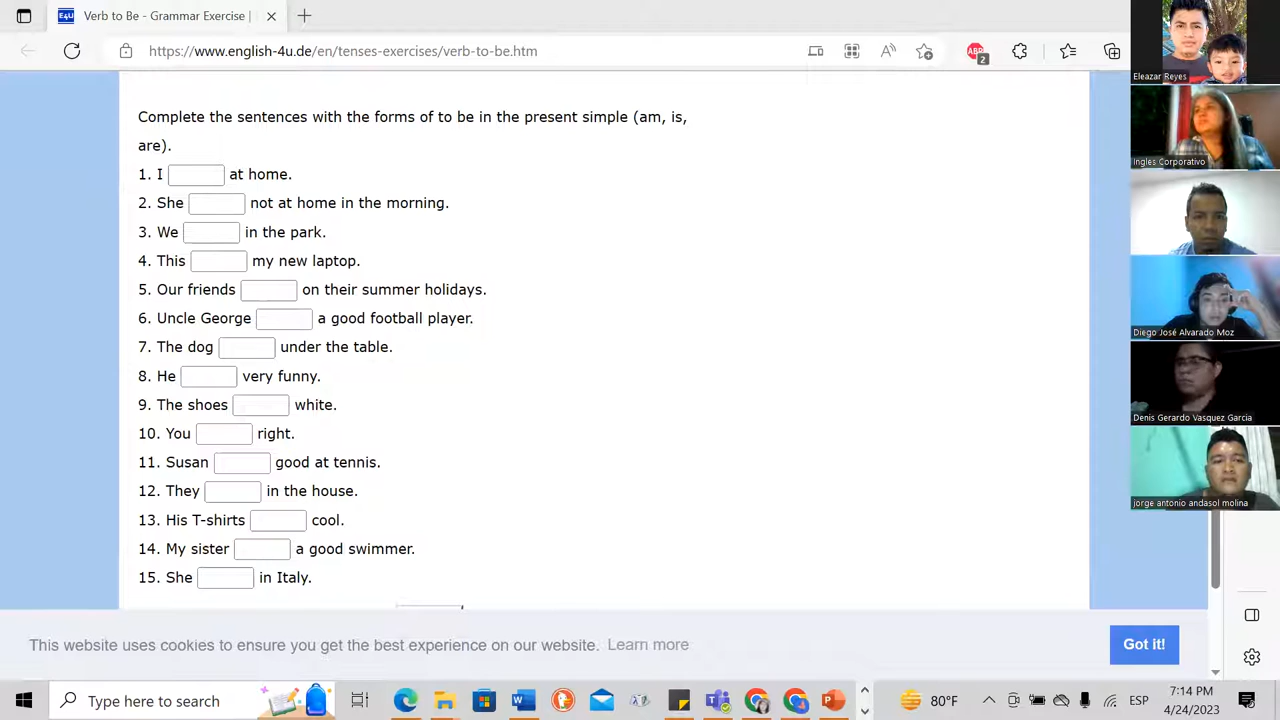 Verb to Be - Grammar Exercise |
https://www.english-4u.de/en/tenses-exercises/verb-to-be.htm
Complete the sentences with the forms of to be in the present simple (am, is,
are).
1. I at home.
2. She not at home in the morning.
3. We in the park.
4. This my new laptop.
5. Our friends on their summer holidays.
6. Uncle George a good football player.
7. The dog under the table.
8. He very funny.
9. The shoes white.
10. You right.
11. Susan good at tennis.
12. They in the house.
13. His T-shirts cool.
14. My sister a good swimmer.
15. She in Italy.
This website uses cookies to ensure you get the best experience on our website. Learn more
Got it!
E4U
ABP
2
Eleazar Reyes
Ingles Corporativo
Diego José Alvarado Moz
Denis Gerardo Vasquez Garcia
jorge antonio andasol molina
Type here to search
80°F
ESP
7:14 PM
4/24/2023